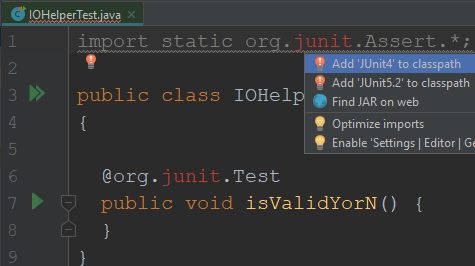 IOHelperTest.java
1 import static org.junit.Assert.*;
Add 'JUnit4' to classpath
2
Add 'JUnit5.2' to classpath
3 public class IOHelp
Find JAR on web
4 {
Optimize imports
5
Enable 'Settings | Editor | Ge
6 @org.junit.Test
7 public void isValidYorN() {
8 }
9 }